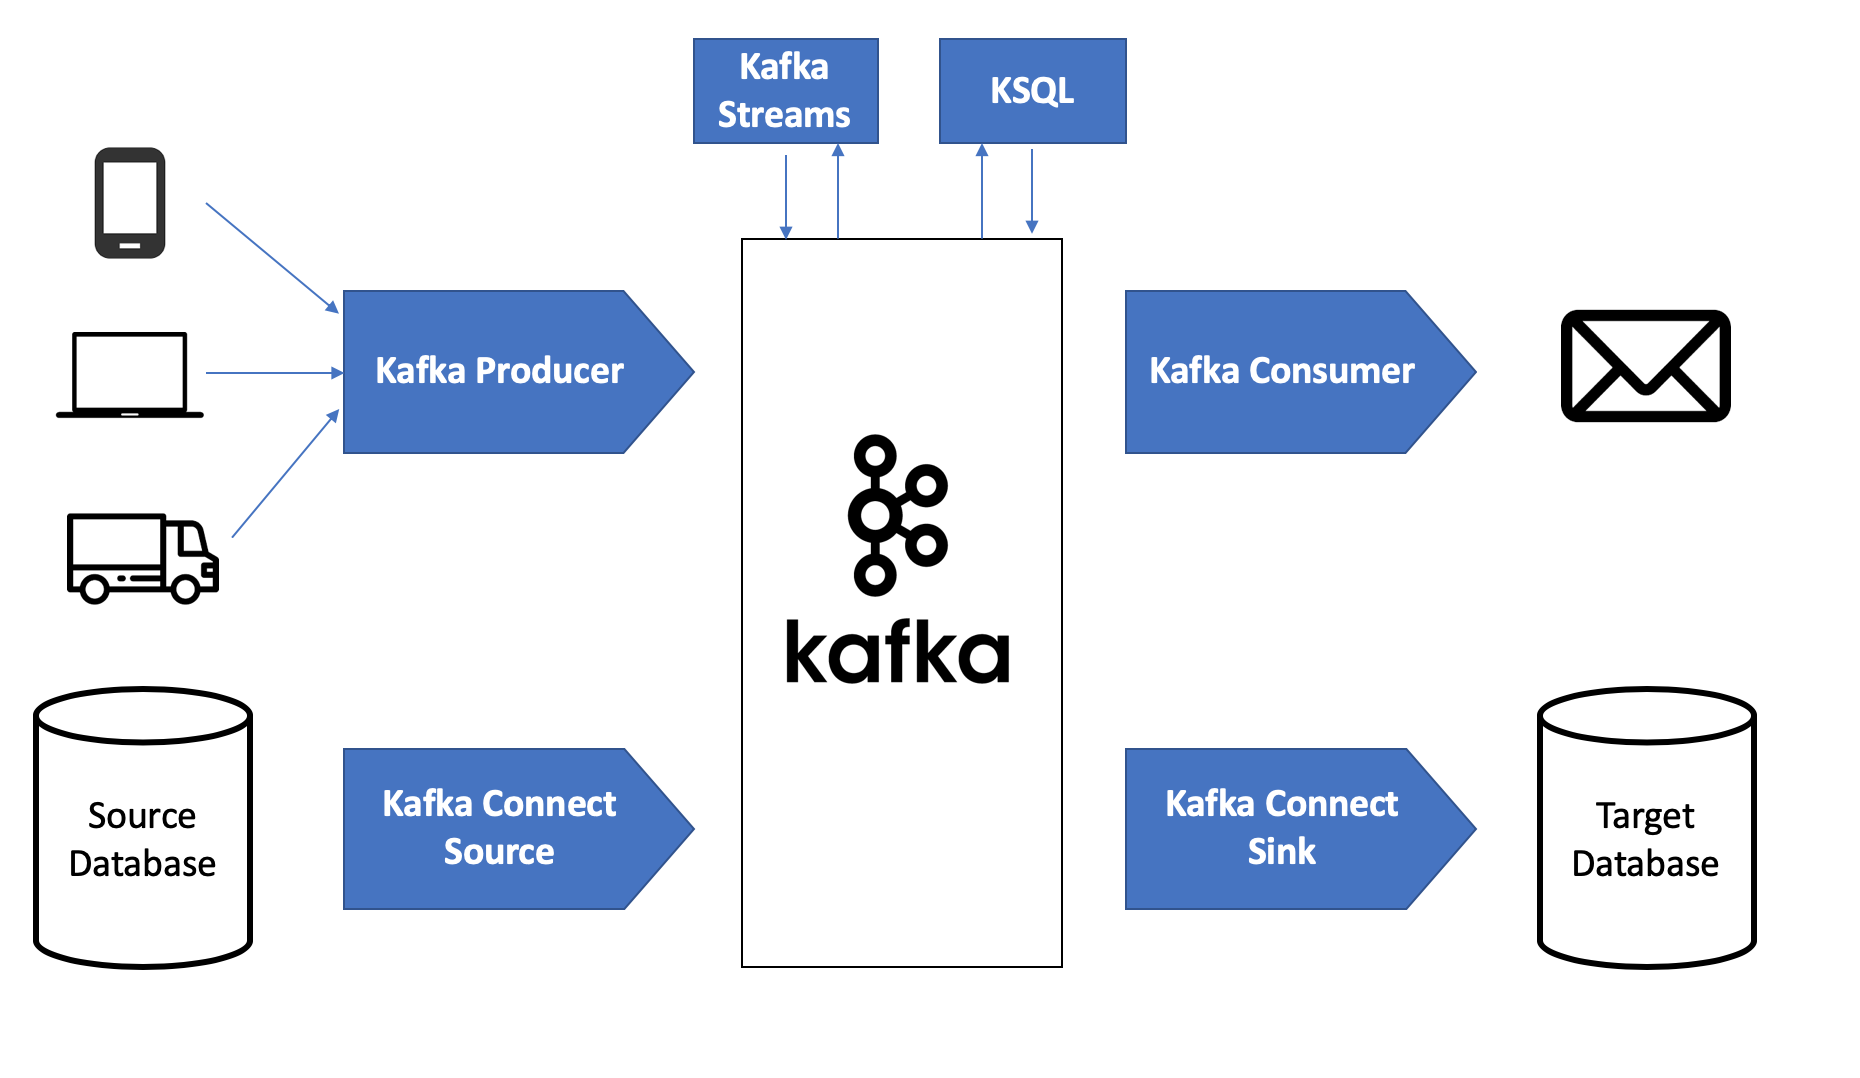 Kafka
Streams
KSQL
Kafka Producer
Kafka Consumer
kafka
Source
Database
Kafka Connect
Source
Kafka Connect
Sink
Target
Database